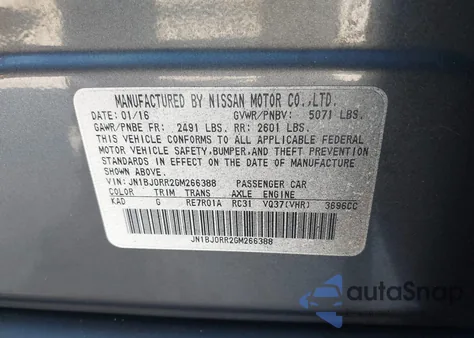 MANUFACTURED BY NISSAN MOTOR CO.,LTD.
DATE: 01/16 GVWR/PNBV: 5071 LBS.
GAWR/PNBE FR: 2491 LBS. RR: 2601 LBS.
THIS VEHICLE CONFORMS TO ALL APPLICABLE FEDERAL
MOTOR VEHICLE SAFETY,BUMPER,AND THEFT PREVENTION
STANDARDS IN EFFECT ON THE DATE OF MANUFACTURE
SHOWN ABOVE.
VIN: JN1BJ0RR2GM266388 PASSENGER CAR
COLOR TRIM TRANS AXLE ENGINE
KAD G RE7R01A RC31 VQ37(VHR) 3696CC
JN1BJ0RR2GM266388
autoSnap